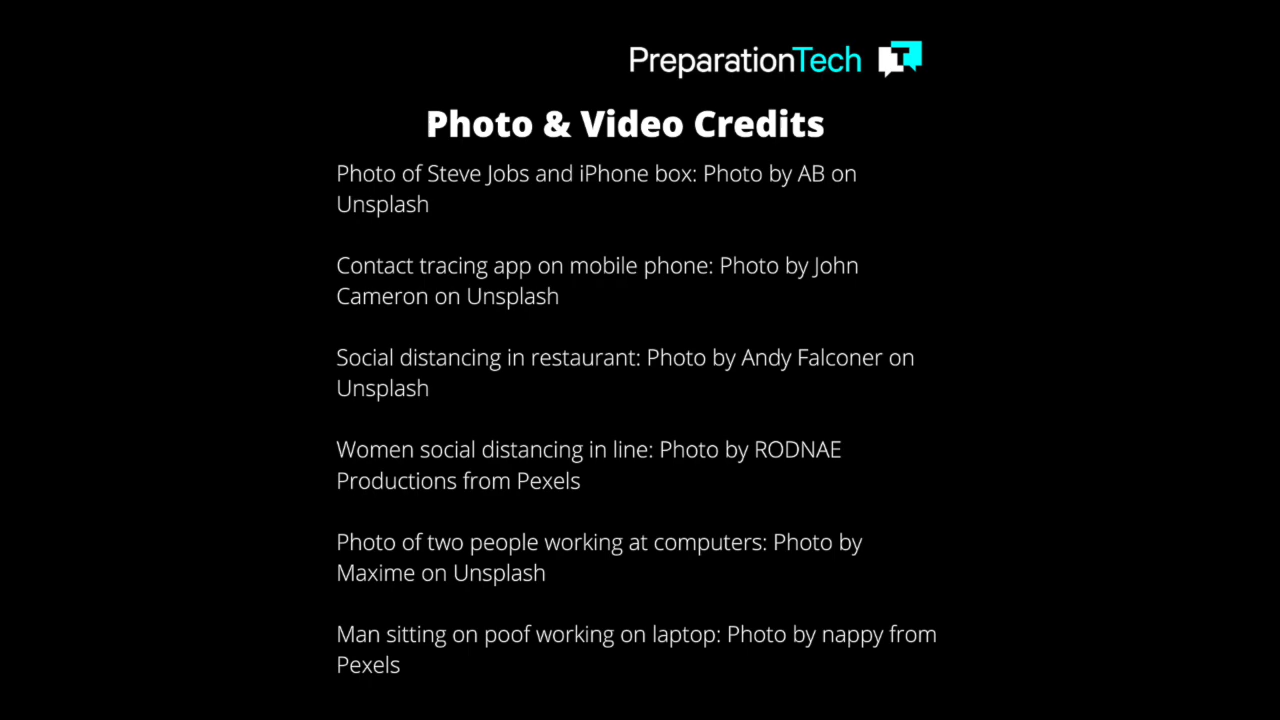 PreparationTech
Photo & Video Credits
Photo of Steve Jobs and iPhone box: Photo by AB on
Unsplash
Contact tracing app on mobile phone: Photo by John
Cameron on Unsplash
Social distancing in restaurant: Photo by Andy Falconer on
Unsplash
Women social distancing in line: Photo by RODNAE
Productions from Pexels
Photo of two people working at computers: Photo by
Maxime on Unsplash
Man sitting on poof working on laptop: Photo by nappy from
Pexels